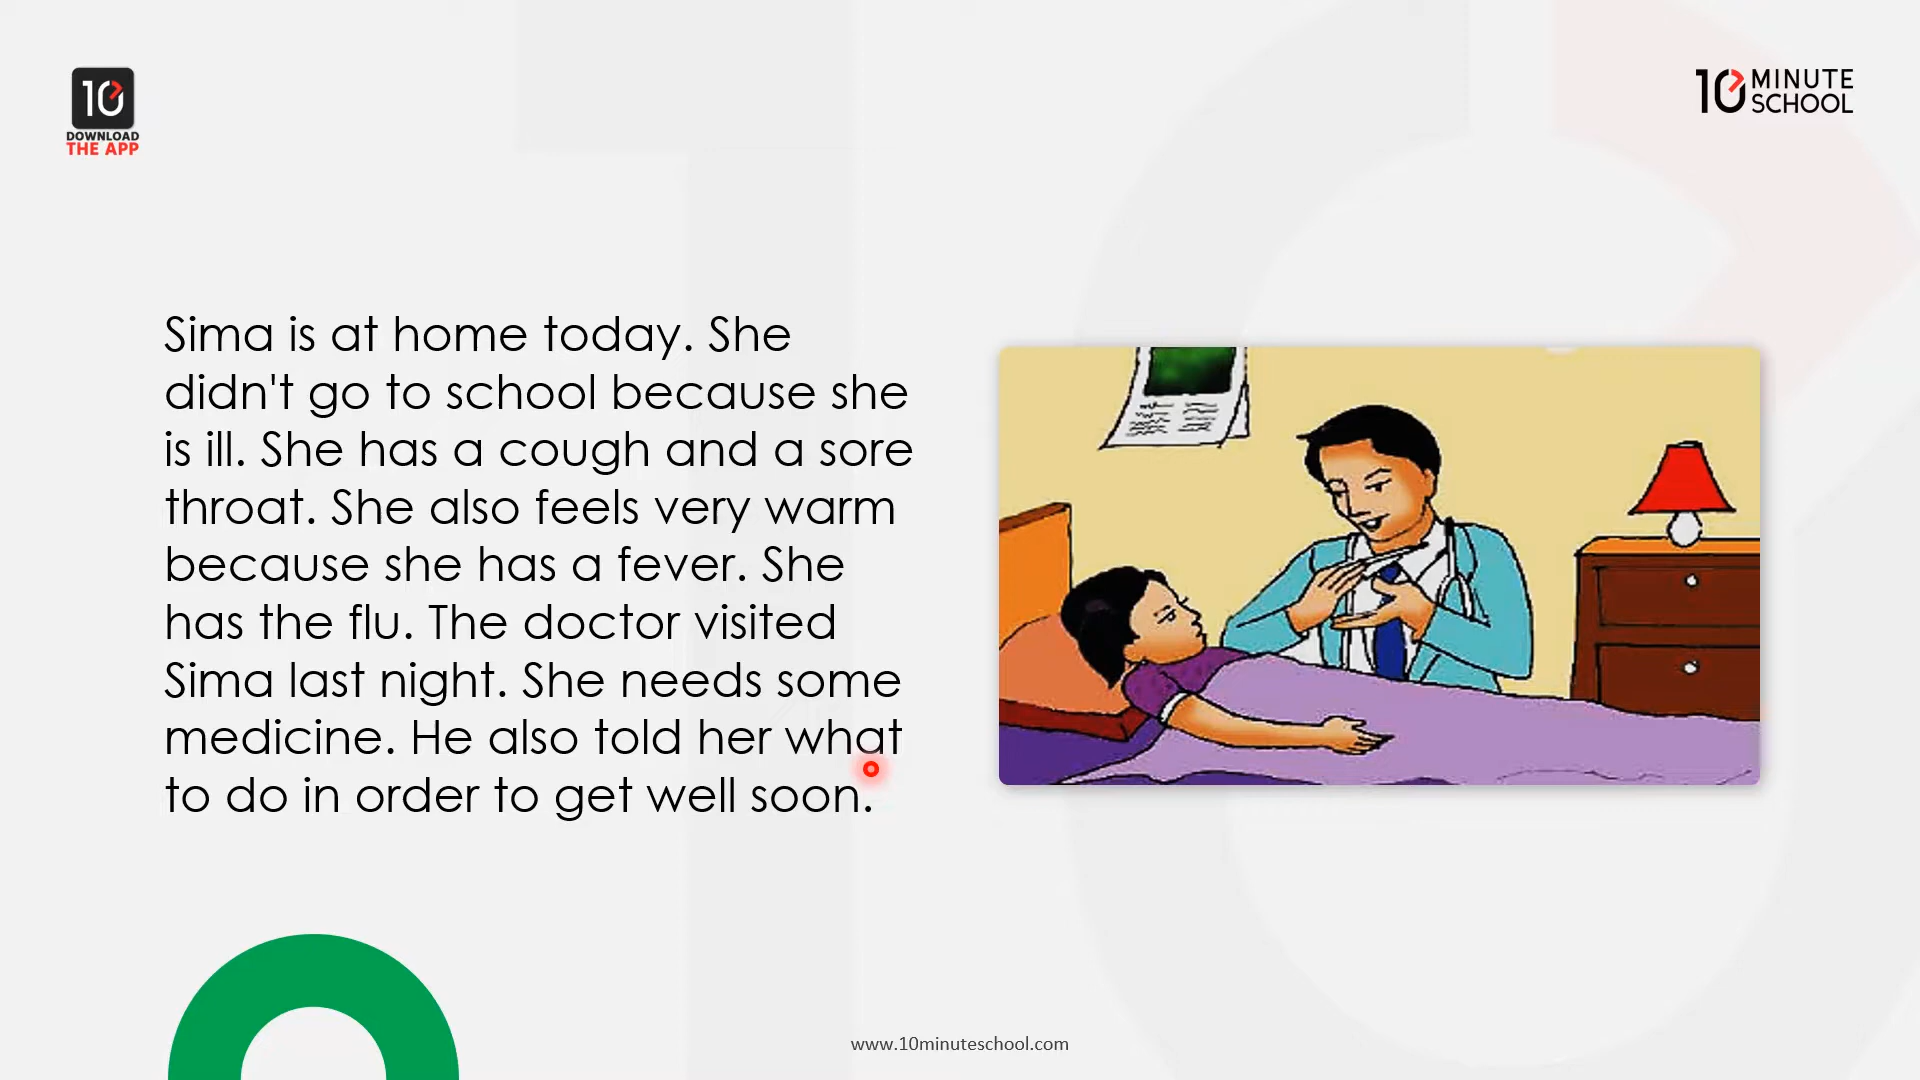 10
DOWNLOAD
THE APP
10 MINUTE
SCHOOL
Sima is at home today. She
didn't go to school because she
is ill. She has a cough and a sore
throat. She also feels very warm
because she has a fever. She
has the flu. The doctor visited
Sima last night. She needs some
medicine. He also told her what
to do in order to get well soon.
www.10minuteschool.com